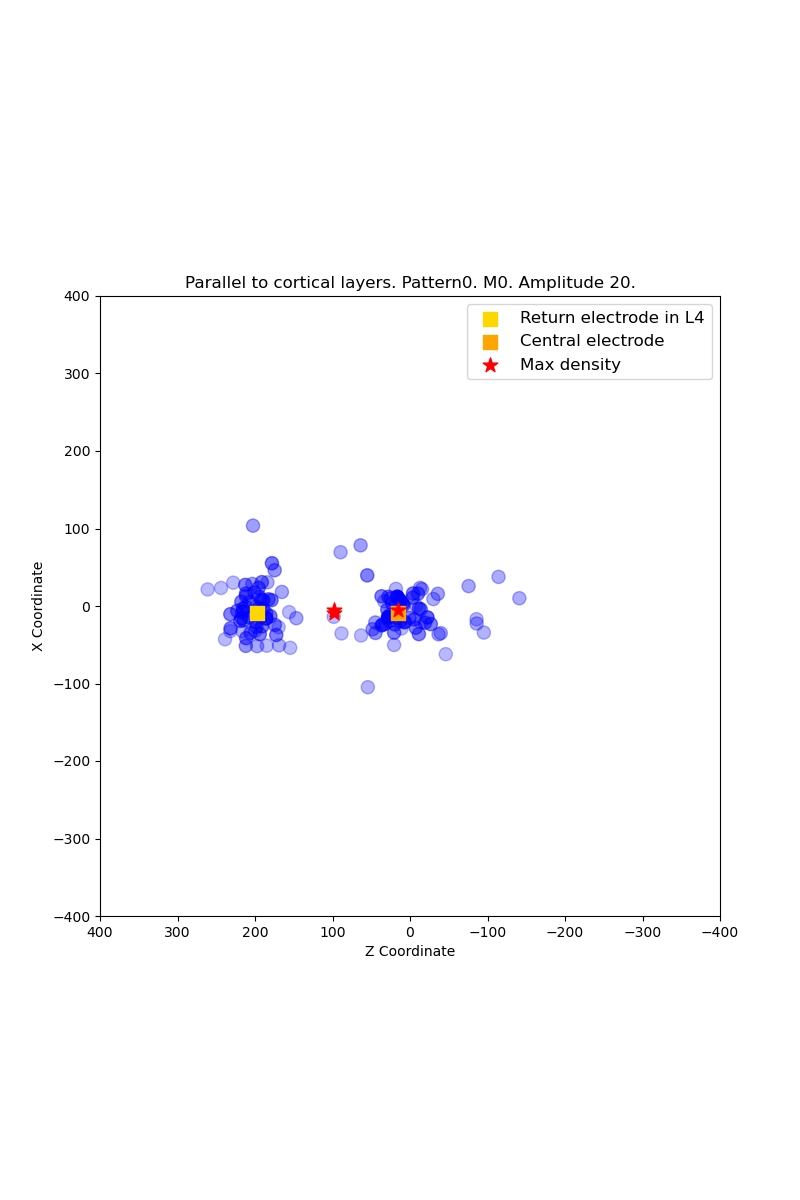 Parallel to cortical layers. Pattern0. M0. Amplitude 20.
Return electrode in L4
Central electrode
Max density
400
300
200
100
0
−100
−200
−300
−400
X Coordinate
400 300 200 100 0 −100 −200 −300 −400
Z Coordinate